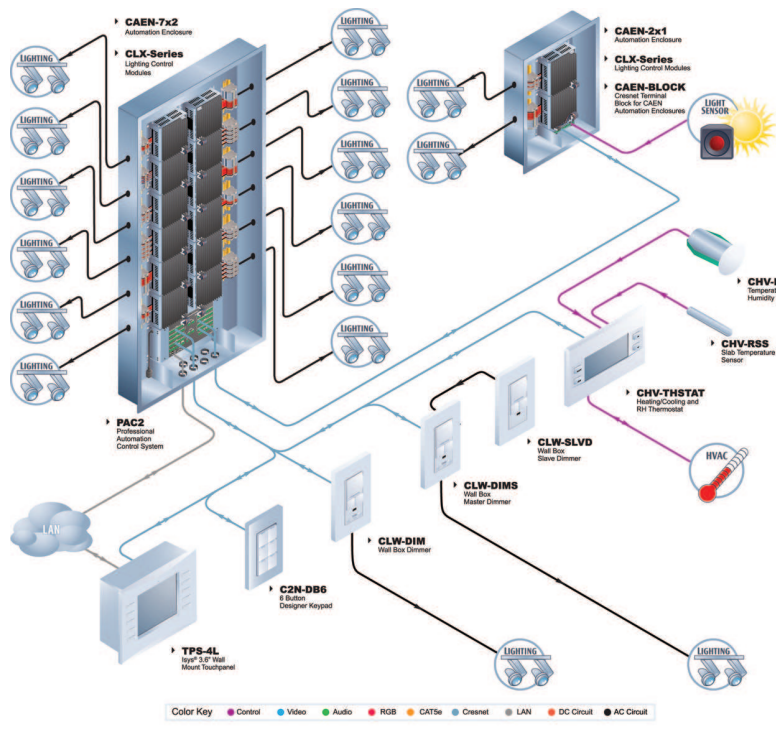 CAEN-7x2
Automation Enclosure
CLX-Series
Lighting Control
Modules
LIGHTING
LIGHTING
LIGHTING
LIGHTING
LIGHTING
LIGHTING
LIGHTING
LIGHTING
LIGHTING
LIGHTING
LIGHTING
LIGHTING
CAEN-2x1
Automation Enclosure
CLX-Series
Lighting Control Modules
CAEN-BLOCK
Cresnet Terminal
Block for CAEN
Automation Enclosures
LIGHTING
LIGHTING
LIGHT
SENSOR
Humidity
CHV-RSS
Slab Temperature
Sensor
CHV-THSTAT
Heating/Cooling and
RH Thermostat
HVAC
PAC2
Professional
Automation
Control System
CLW-SLVD
Wall Box
Slave Dimmer
CLW-DIMS
Wall Box
Master Dimmer
CLW-DIM
Wall Box Dimmer
LAN
C2N-DB6
6 Button
Designer Keypad
TPS-4L
Isys® 3.6" Wall
Mount Touchpanel
LIGHTING
LIGHTING
Color Key Control Video Audio RGB CAT5e Cresnet LAN DC Circuit AC Circuit